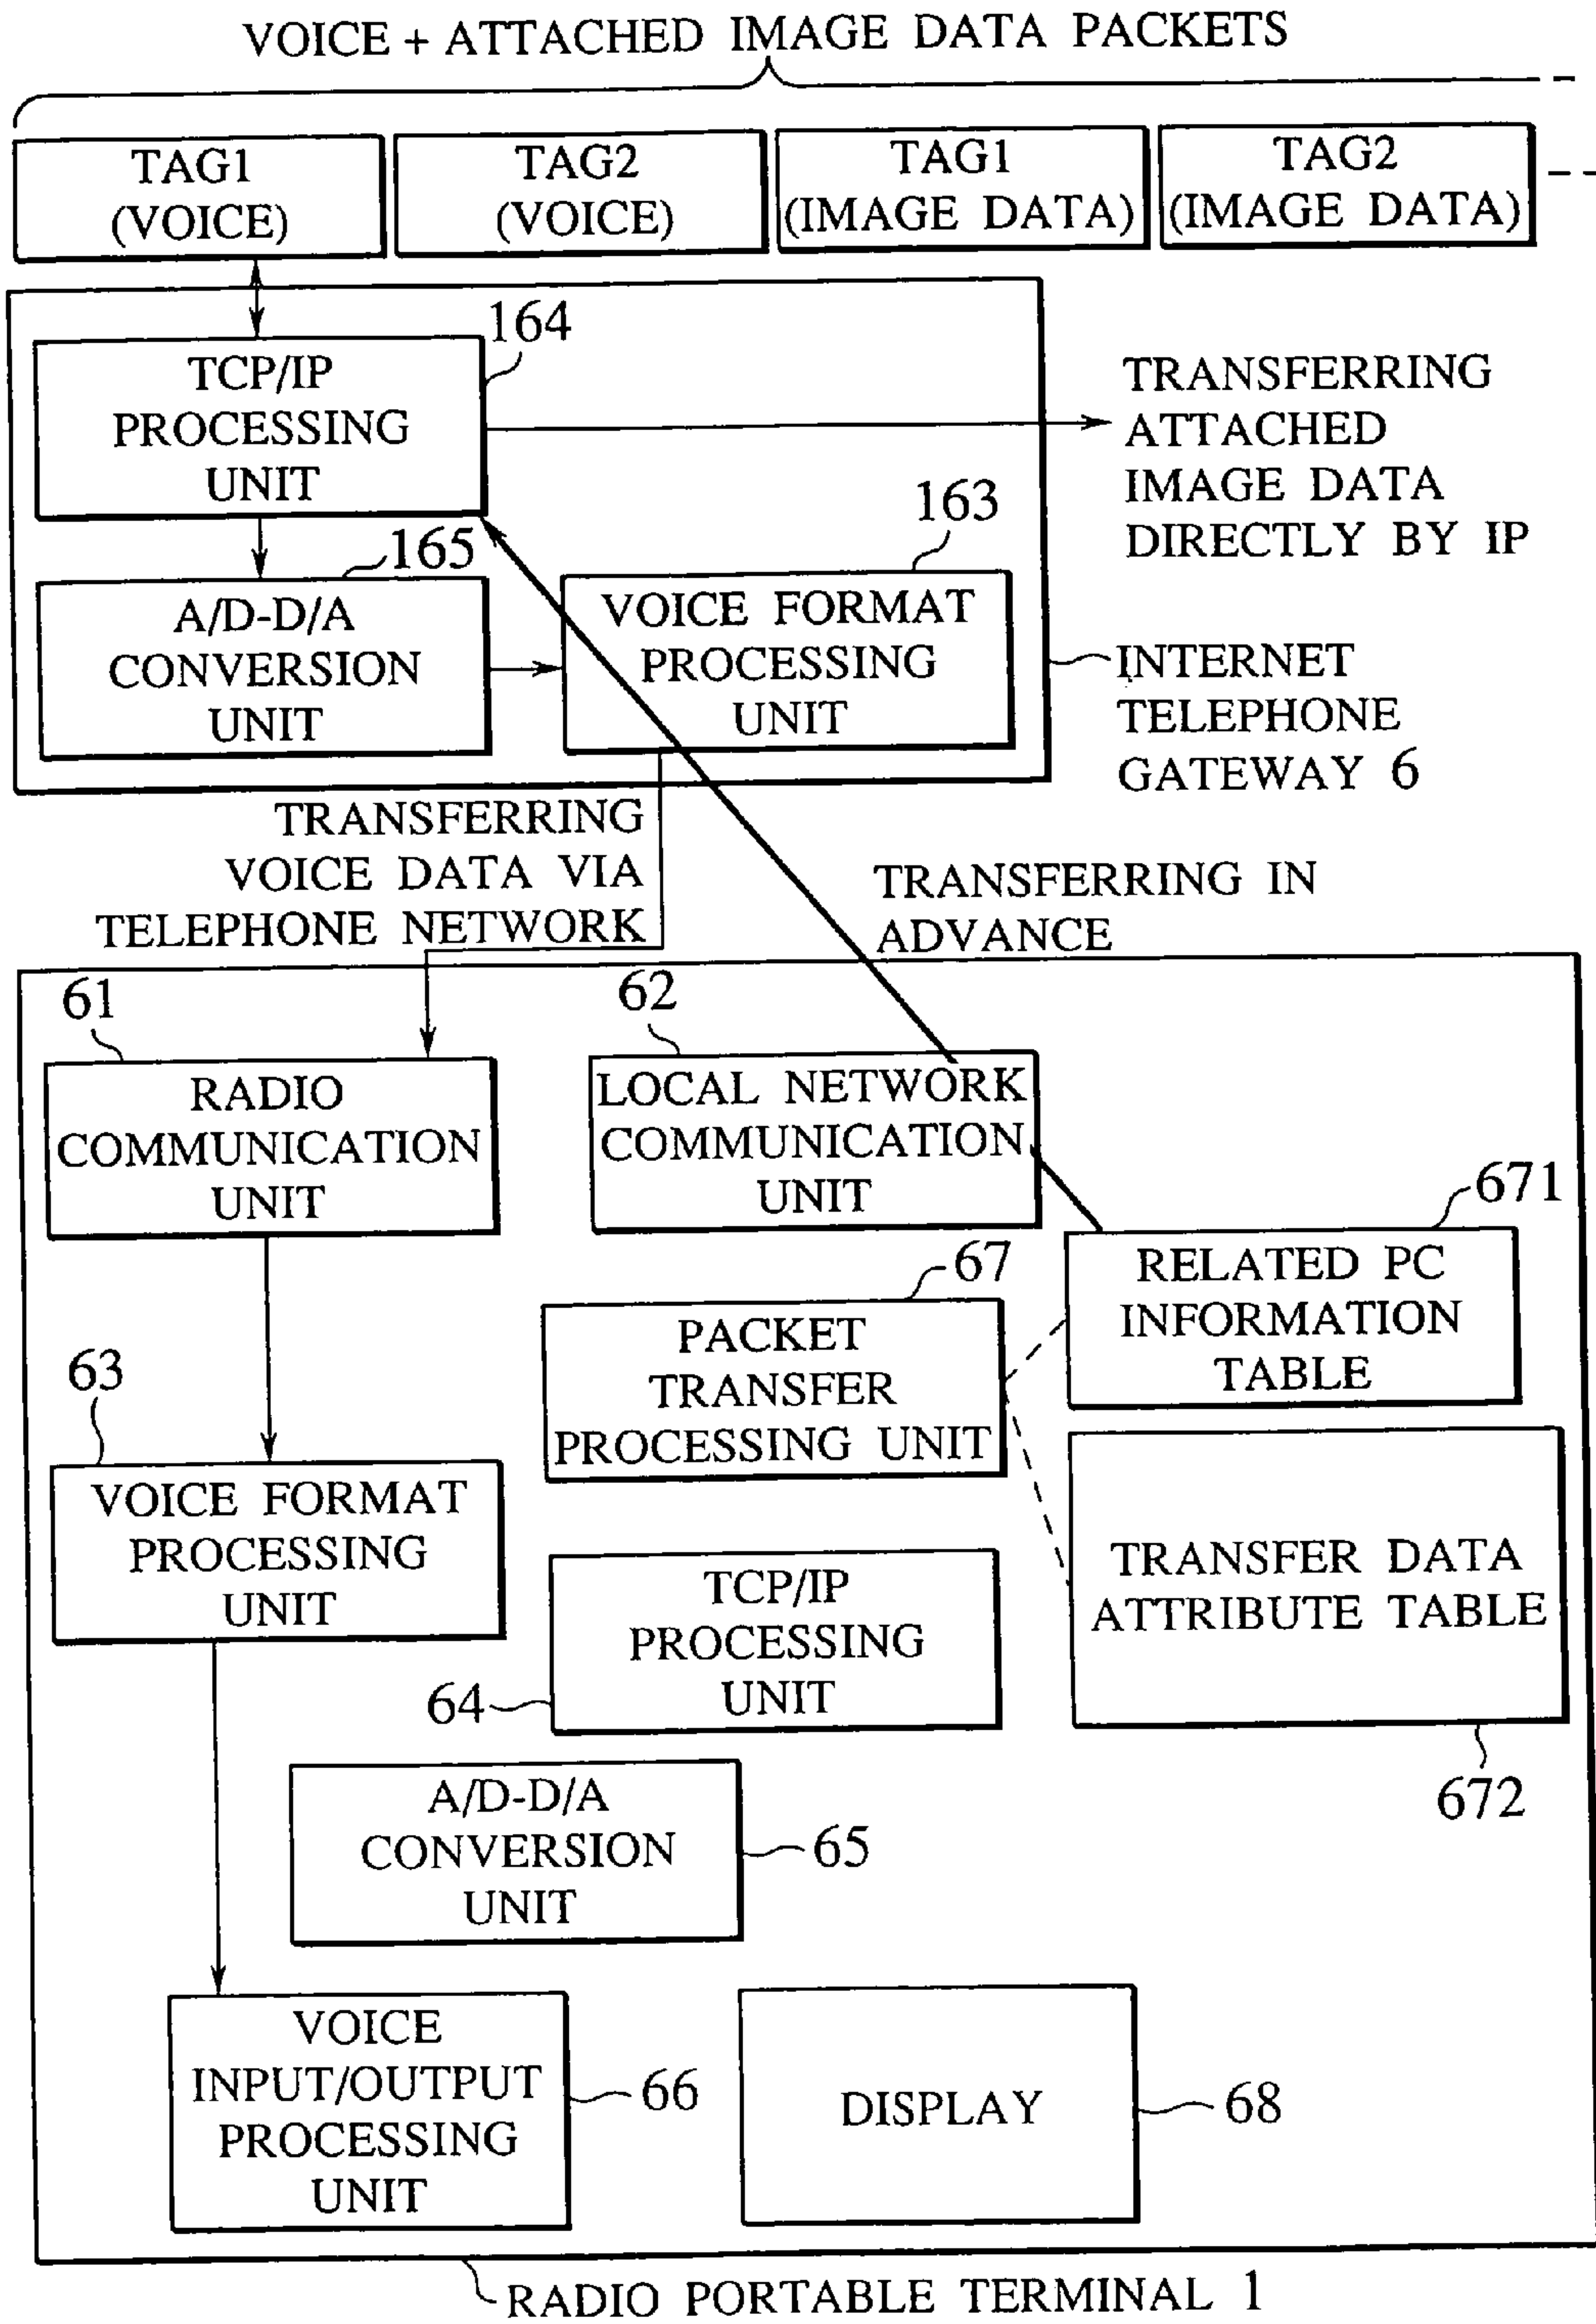 VOICE + ATTACHED IMAGE DATA PACKETS
TAG1
(VOICE)
TAG2
(VOICE)
TAG1
(IMAGE DATA)
TAG2
(IMAGE DATA)
164
TCP/IP
PROCESSING
UNIT
TRANSFERRING
ATTACHED
IMAGE DATA
DIRECTLY BY IP
165
A/D-D/A
CONVERSION
UNIT
163
VOICE FORMAT
PROCESSING
UNIT
INTERNET
TELEPHONE
GATEWAY 6
TRANSFERRING
VOICE DATA VIA
TELEPHONE NETWORK
TRANSFERRING IN
ADVANCE
61
RADIO
COMMUNICATION
UNIT
62
LOCAL NETWORK
COMMUNICATION
UNIT
671
RELATED PC
INFORMATION
TABLE
67
PACKET
TRANSFER
PROCESSING UNIT
63
VOICE FORMAT
PROCESSING
UNIT
TRANSFER DATA
ATTRIBUTE TABLE
672
TCP/IP
PROCESSING
UNIT
64
A/D-D/A
CONVERSION
UNIT
65
VOICE
INPUT/OUTPUT
PROCESSING
UNIT
66
DISPLAY
68
RADIO PORTABLE TERMINAL 1